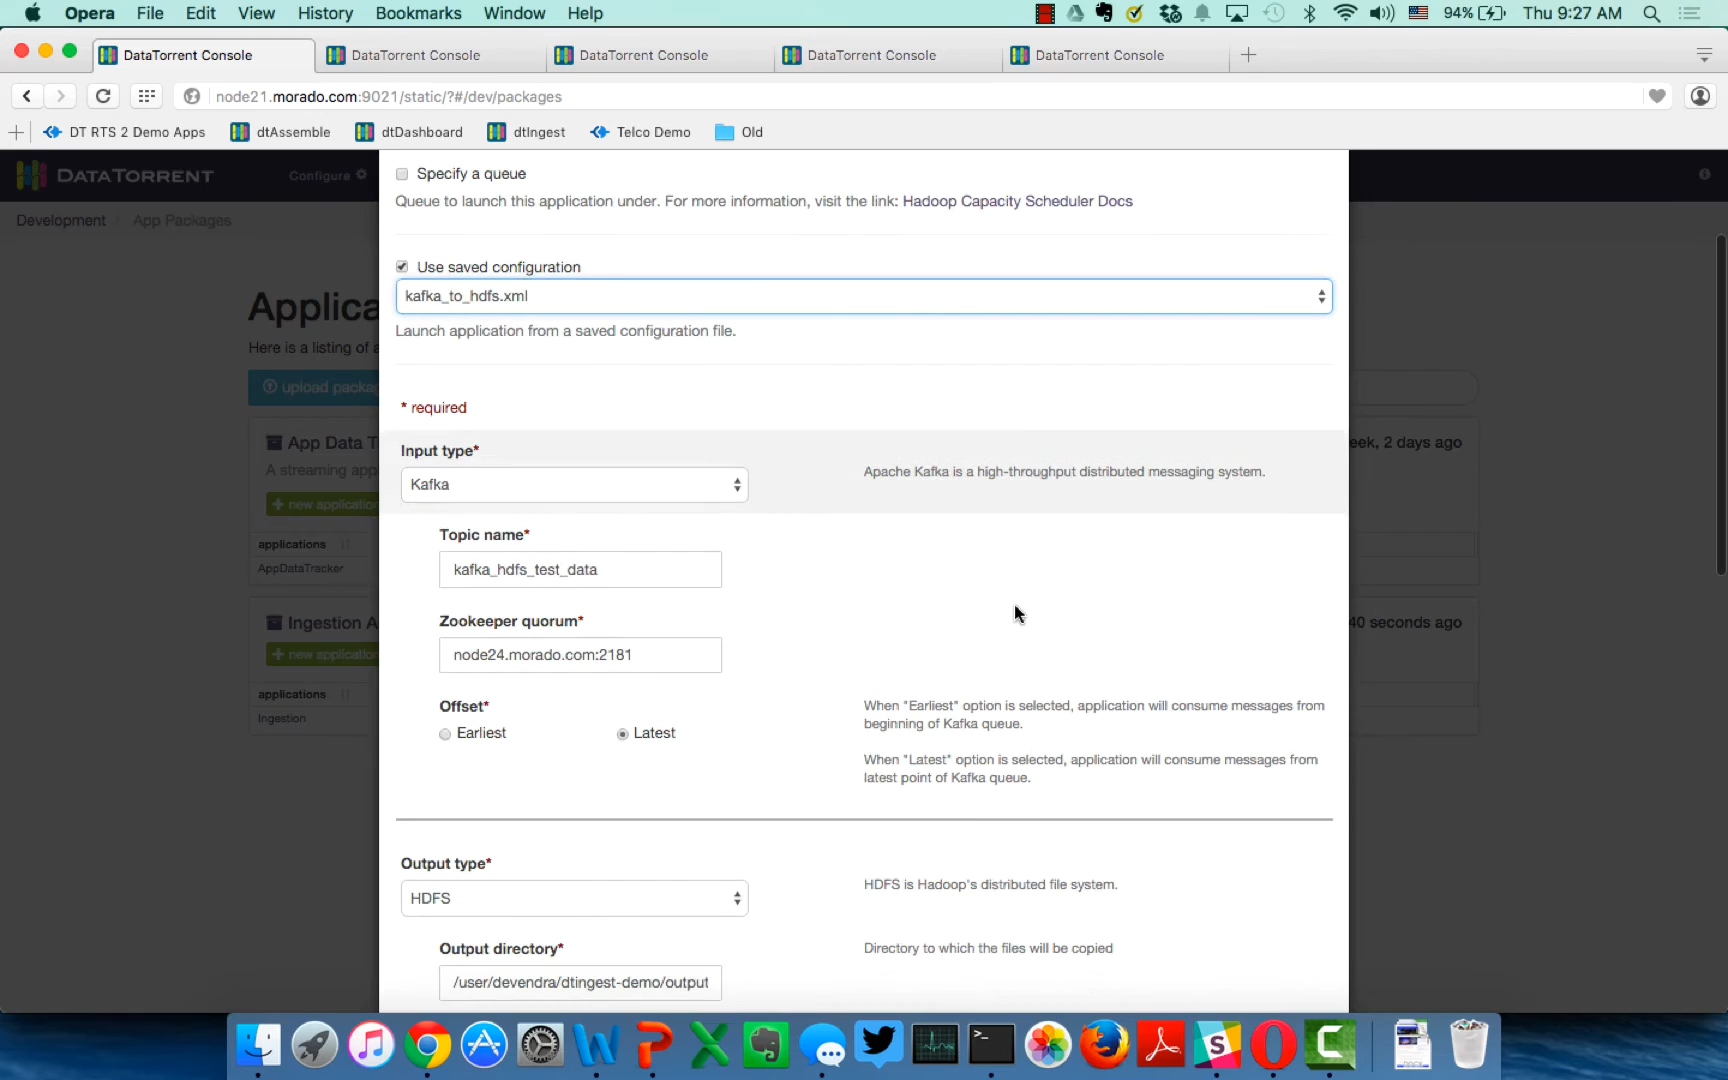 Opera File Edit View History Bookmarks Window Help 94% Thu 9:27 AM
DataTorrent Console DataTorrent Console DataTorrent Console DataTorrent Console DataTorrent Console
node21.morado.com:9021/static/?#/dev/packages
DT RTS 2 Demo Apps dtAssemble dtDashboard dtIngest Telco Demo Old
DATATORRENT Configure
Development App Packages
Specify a queue
Queue to launch this application under. For more information, visit the link: Hadoop Capacity Scheduler Docs
Use saved configuration
kafka_to_hdfs.xml
Launch application from a saved configuration file.
Here is a listing of
upload
* required
App Data
A streaming
+ new application
applications
AppDataTracker
2 days ago
Input type*
Kafka
Apache Kafka is a high-throughput distributed messaging system.
Topic name*
kafka_hdfs_test_data
Ingestion
+ new application
applications
Ingestion
40 seconds ago
Zookeeper quorum*
node24.morado.com:2181
Offset*
Earliest Latest
When "Earliest" option is selected, application will consume messages from
beginning of Kafka queue.
When "Latest" option is selected, application will consume messages from
latest point of Kafka queue.
Output type*
HDFS
HDFS is Hadoop's distributed file system.
Output directory*
/user/devendra/dtingest-demo/output
Directory to which the files will be copied